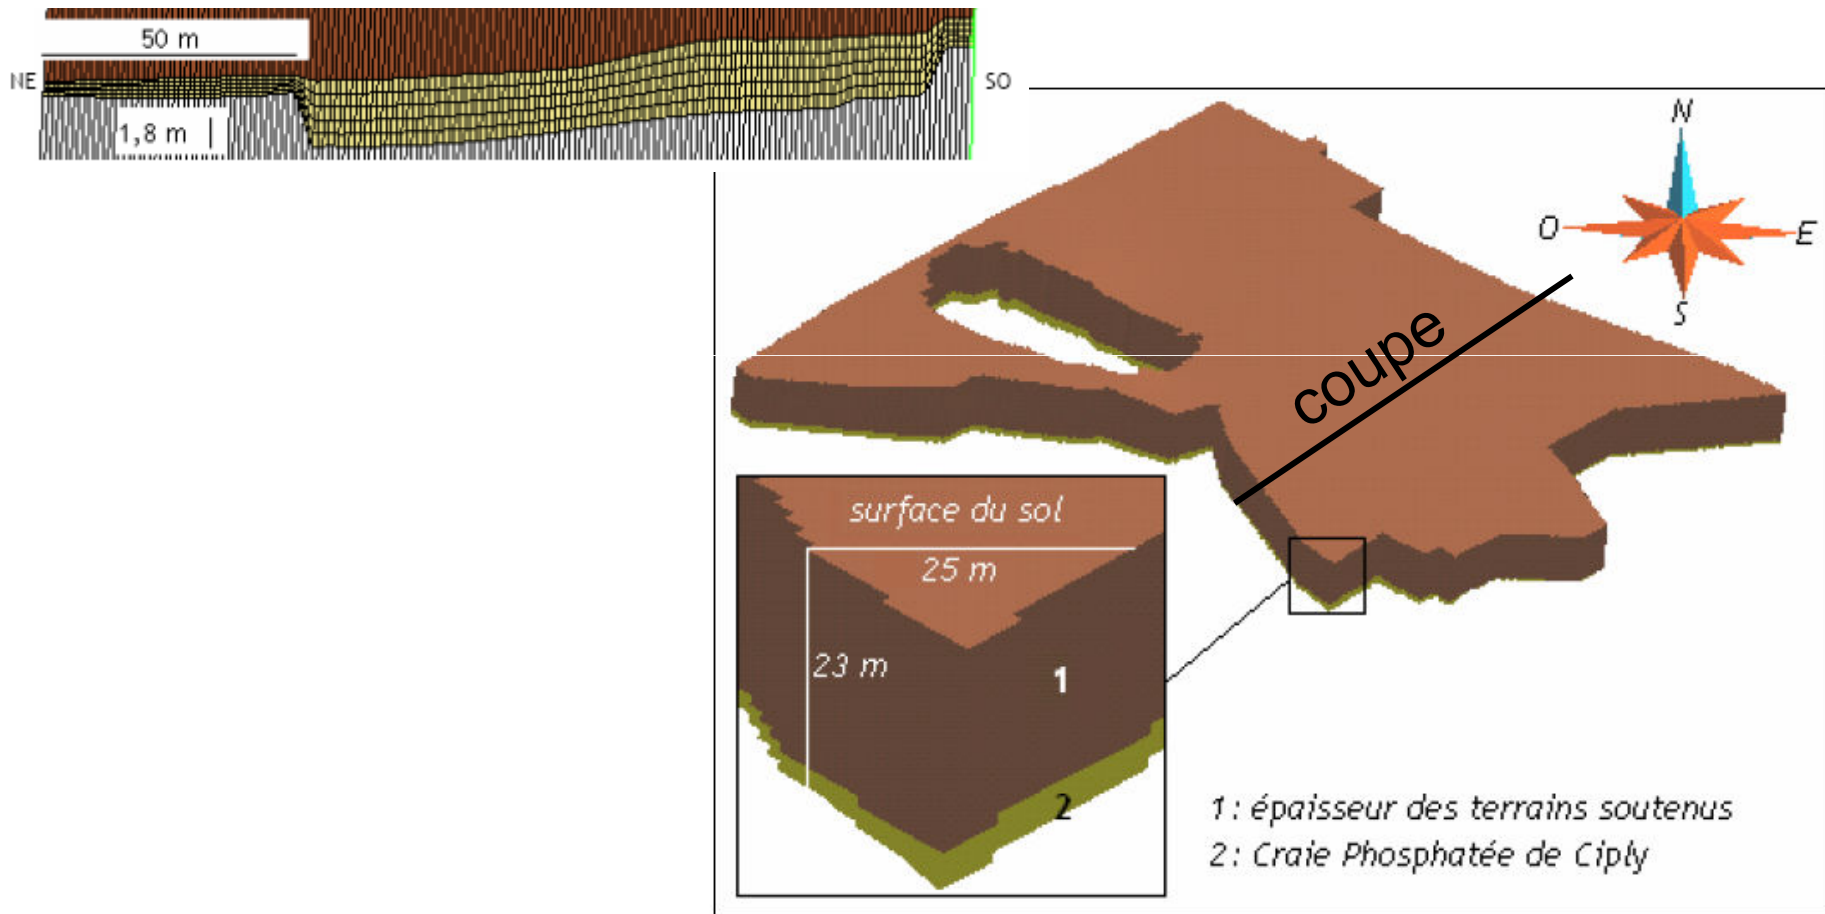 50 m
NE
SO
1,8 m
N
O
E
S
coupe
surface du sol
25 m
23 m
1
2
1: épaisseur des terrains soutenus
2: Craie Phosphatée de Ciply